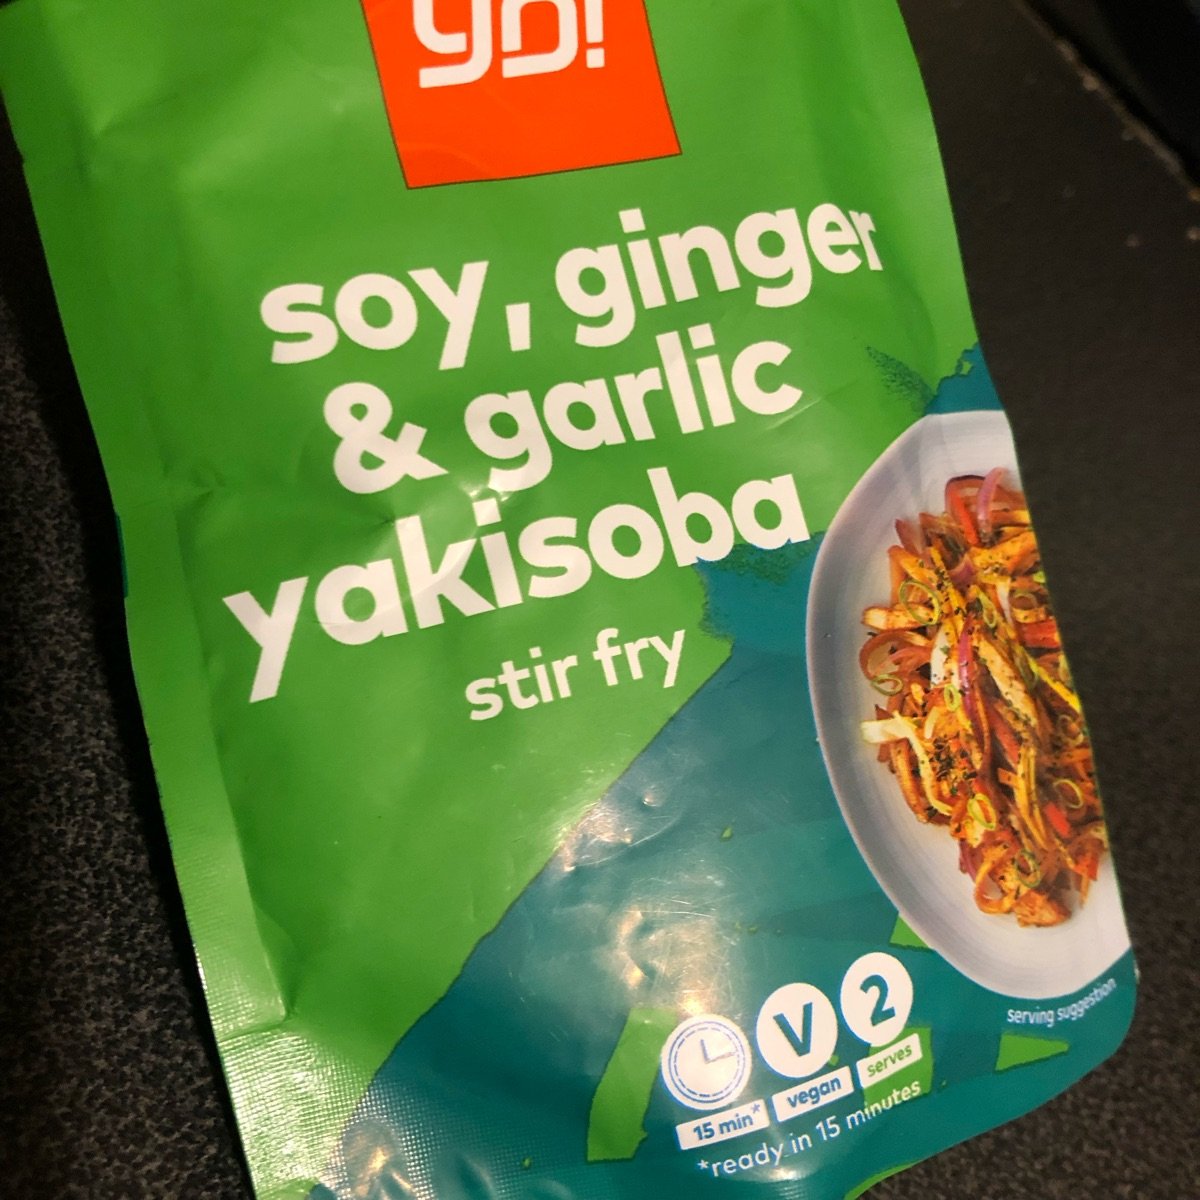 yo!
soy, ginger
& garlic
yakisoba
stir fry
serving suggestion
V
2
15 min*
vegan
serves
*ready in 15 minutes